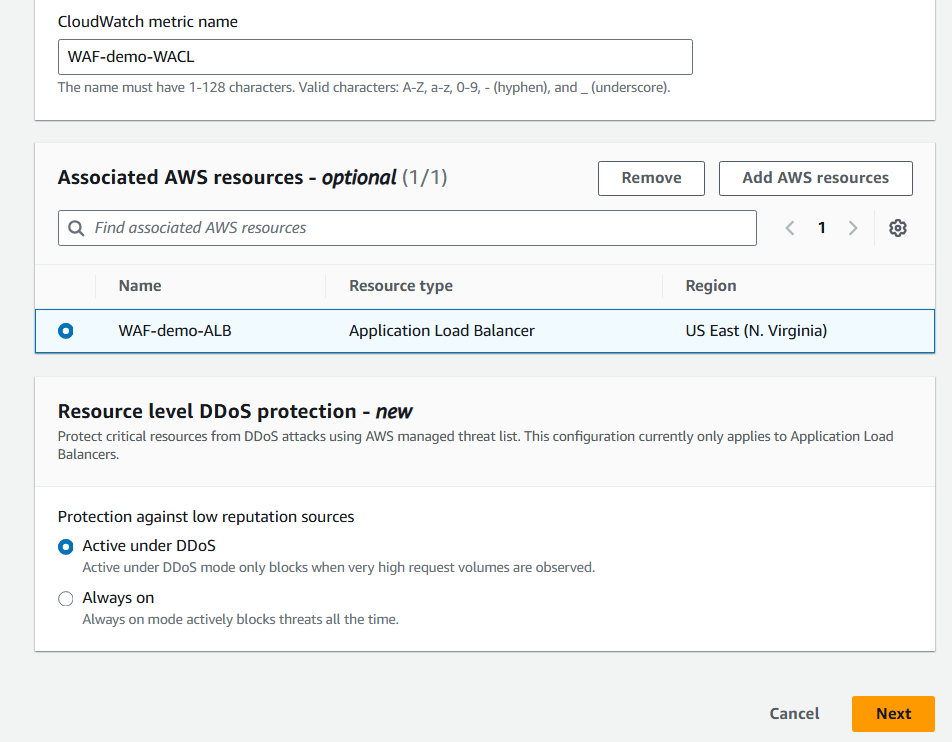 CloudWatch metric name
WAF-demo-WACL
The name must have 1-128 characters. Valid characters: A-Z, a-z, 0-9, - (hyphen), and _ (underscore).
Associated AWS resources - optional (1/1)
Remove
Add AWS resources
Find associated AWS resources
1
Name Resource type Region
WAF-demo-ALB Application Load Balancer US East (N. Virginia)
Resource level DDoS protection - new
Protect critical resources from DDoS attacks using AWS managed threat list. This configuration currently only applies to Application Load
Balancers.
Protection against low reputation sources
Active under DDoS
Active under DDoS mode only blocks when very high request volumes are observed.
Always on
Always on mode actively blocks threats all the time.
Cancel
Next